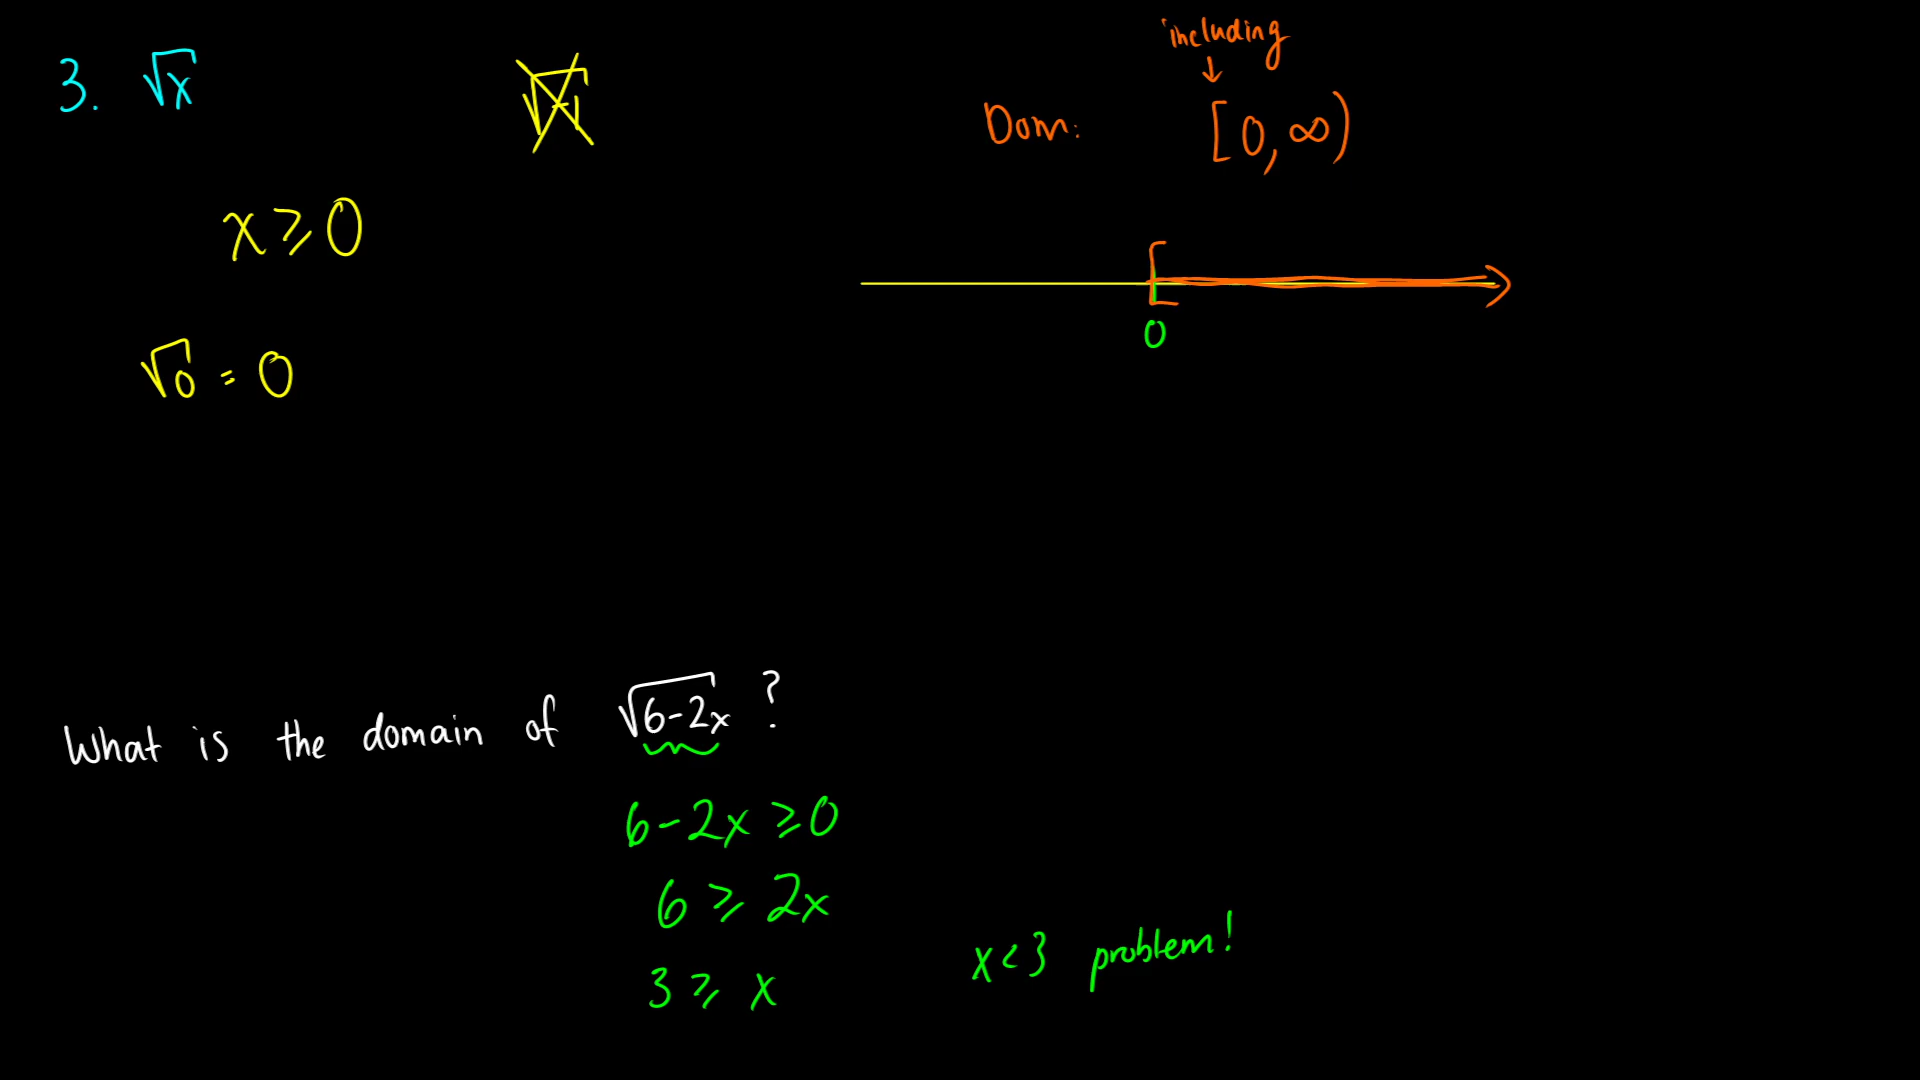 3. √x
√-1
including
↓
Dom: [0, ∞)
x ≥ 0
0
√0 = 0
What is the domain of √6-2x ?
6-2x ≥ 0
6 ≥ 2x
3 ≥ x
x < 3 problem!